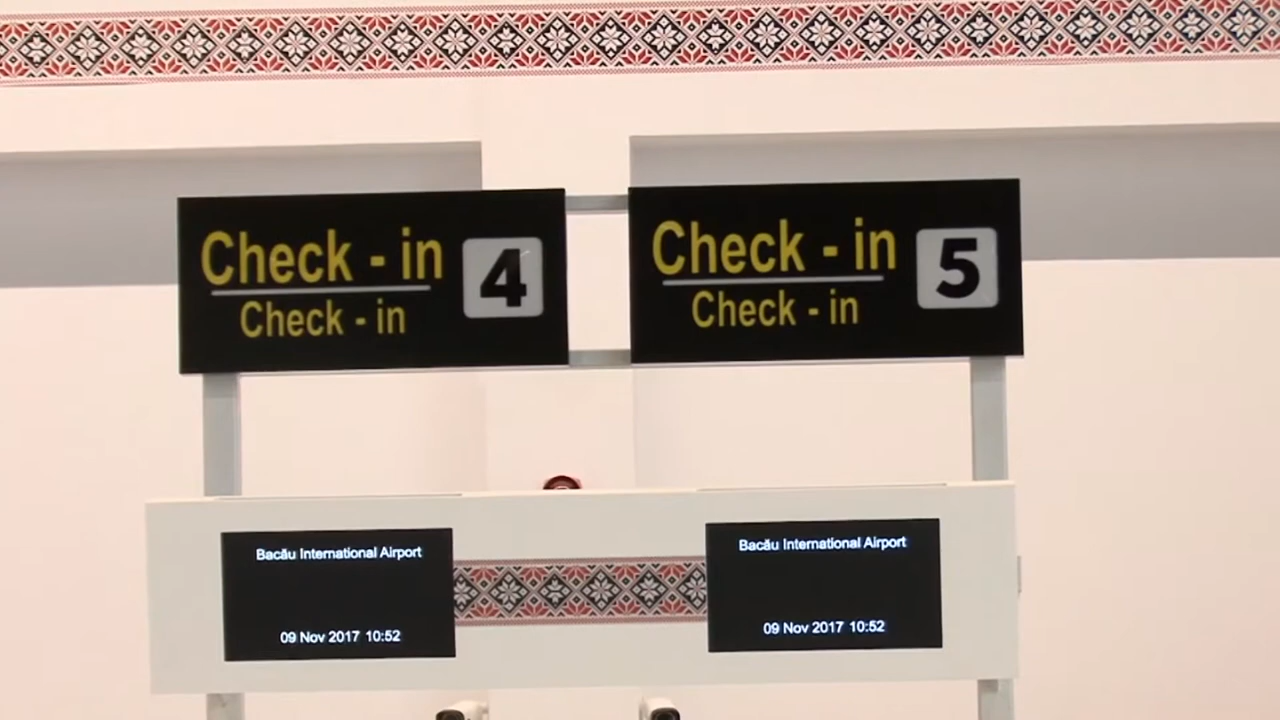 Check - in
Check - in
4
Check - in
Check - in
5
Bacău International Airport
09 Nov 2017 10:52
Bacău International Airport
09 Nov 2017 10:52